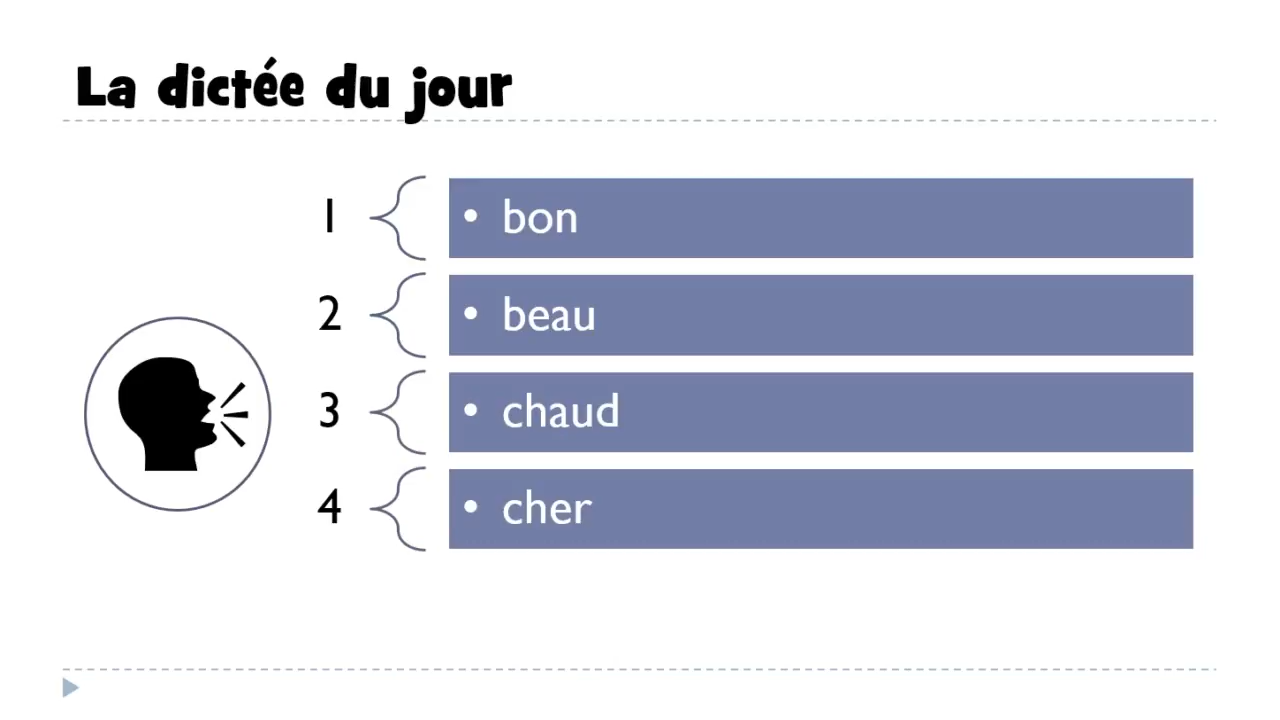 La dictée du jour
1
• bon
2
• beau
3
• chaud
4
• cher